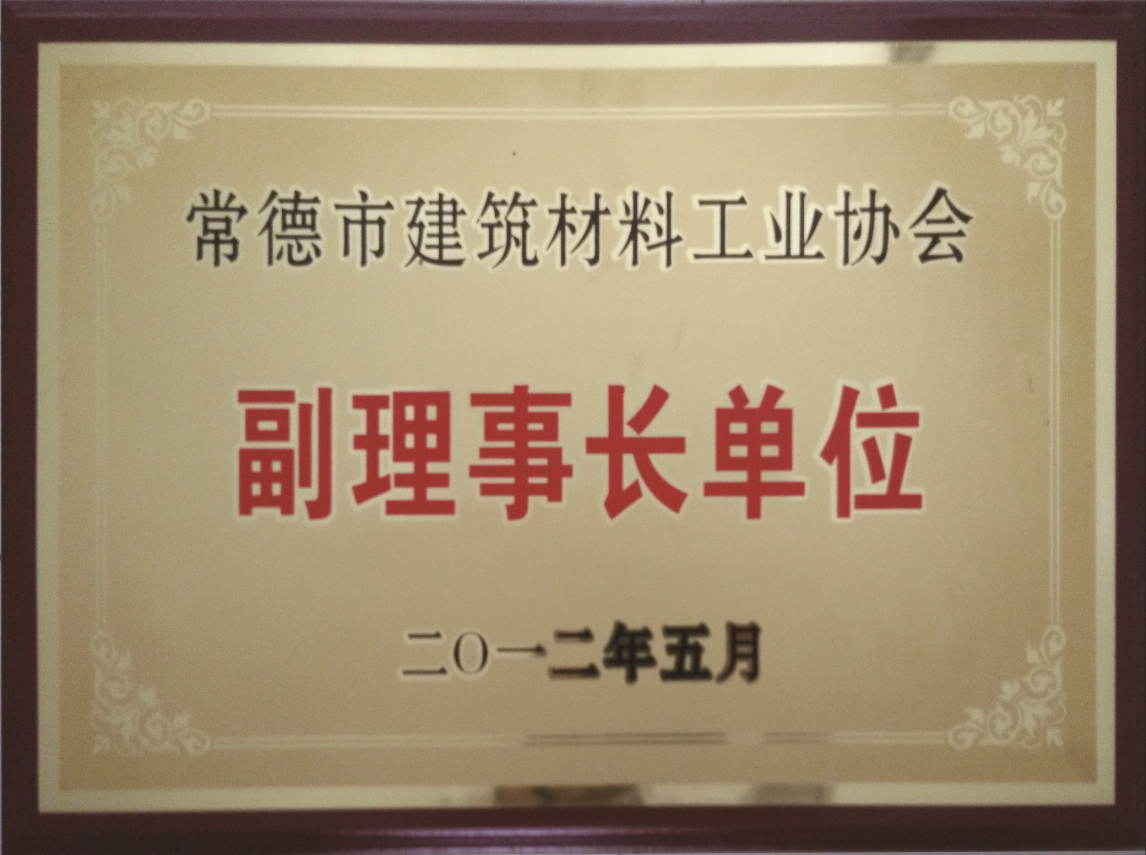 常德市建筑材料工业协会
副理事长单位
二〇一二年五月